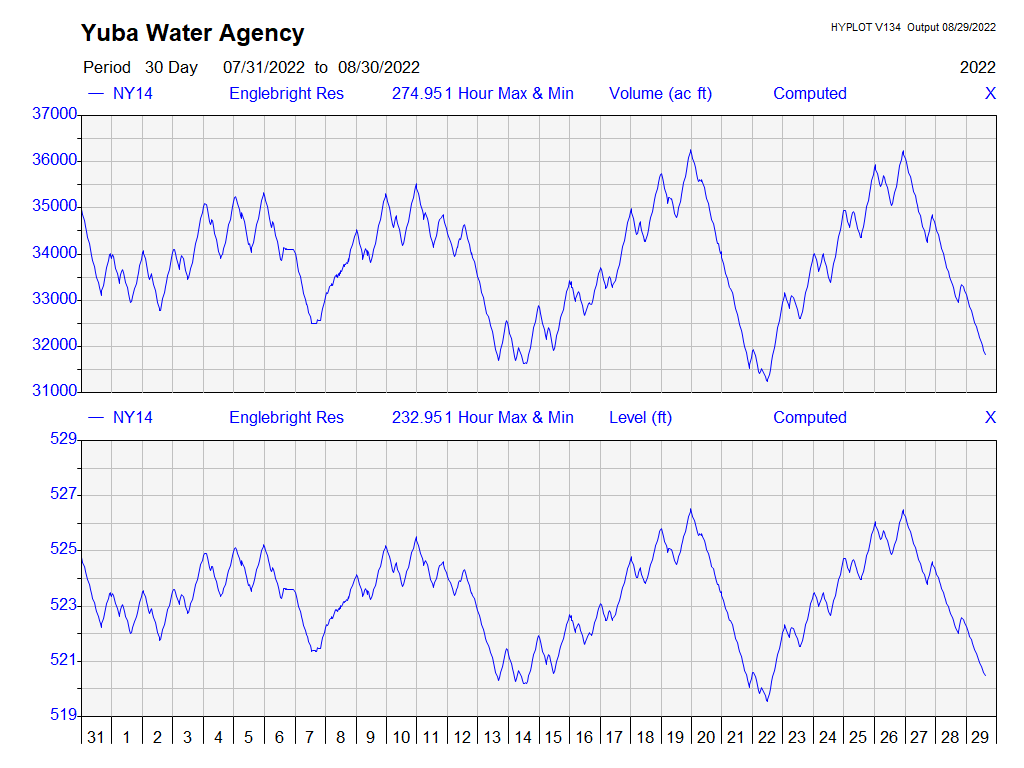 Yuba Water Agency
HYPLOT V134 Output 08/29/2022
Period 30 Day 07/31/2022 to 08/30/2022 2022
NY14 Englebright Res 274.951 Hour Max & Min Volume (ac ft) Computed X
37000
36000
35000
34000
33000
32000
31000
NY14 Englebright Res 232.951 Hour Max & Min Level (ft) Computed X
529
527
525
523
521
519
31 1 2 3 4 5 6 7 8 9 10 11 12 13 14 15 16 17 18 19 20 21 22 23 24 25 26 27 28 29